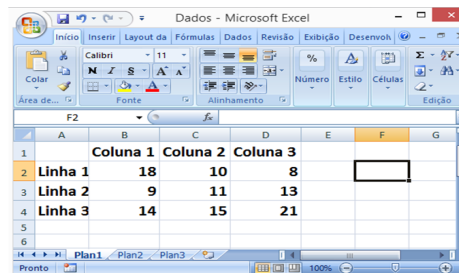 Dados - Microsoft Excel
Início Inserir Layout da Fórmulas Dados Revisão Exibição Desenvolv
Colar
Calibri 11
N I S A A
A
%
Número
Estilo
Células
Σ
Área de... Fonte Alinhamento Edição
F2 fx
A B C D E F G
1 Coluna 1 Coluna 2 Coluna 3
2 Linha 1 18 10 8
3 Linha 2 9 11 13
4 Linha 3 14 15 21
5
6
Plan1 Plan2 Plan3
Pronto 100%